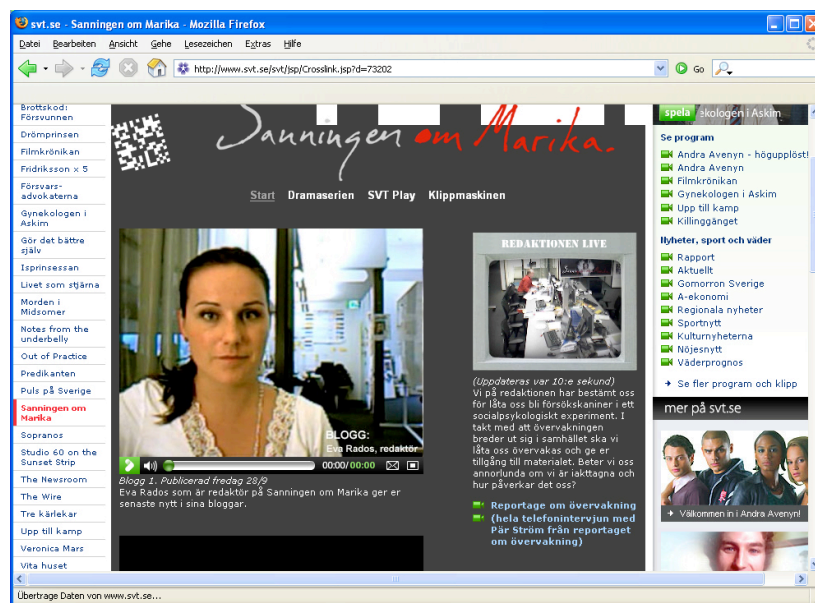 svt.se - Sanningen om Marika - Mozilla Firefox
Datei Bearbeiten Ansicht Gehe Lesezeichen Extras Hilfe
http://www.svt.se/svt/jsp/Crosslink.jsp?d=73202
Go
Brottskod:
Försvunnen
Drömprinsen
Filmkrönikan
Fridriksson x 5
Försvars-
advokaterna
Gynekologen i
Askim
Gör det bättre
själv
Isprinsessan
Livet som stjärna
Morden i
Midsomer
Notes from the
underbelly
Out of Practice
Predikanten
Puls på Sverige
Sanningen om
Marika
Sopranos
Studio 60 on the
Sunset Strip
The Newsroom
The Wire
Tre kärlekar
Upp till kamp
Veronica Mars
Vita huset
Sanningen om Marika.
Start Dramaserien SVT Play Klippmaskinen
BLOGG:
Eva Rados, redaktör
00:00/00:00
Blogg 1. Publicerad fredag 28/9
Eva Rados som är redaktör på Sanningen om Marika ger er
senaste nytt i sina bloggar.
REDAKTIONEN LIVE
(Uppdateras var 10:e sekund)
Vi på redaktionen har bestämt oss
för låta oss bli försökskaniner i ett
socialpsykologiskt experiment. I
takt med att övervakningen
breder ut sig i samhället ska vi
låta oss övervakas och ge er
tillgång till materialet. Beter vi oss
annorlunda om vi är iakttagna och
hur påverkar det oss?
Reportage om övervakning
(hela telefonintervjun med
Pär Ström från reportaget
om övervakning)
spela
ekologen i Askim
Se program
Andra Avenyn - högupplöst!
Andra Avenyn
Filmkrönikan
Gynekologen i Askim
Upp till kamp
Killinggänget
Nyheter, sport och väder
Rapport
Aktuellt
Gomorron Sverige
A-ekonomi
Regionala nyheter
Sportnytt
Kulturnyheterna
Nöjesnytt
Väderprognos
Se fler program och klipp
mer på svt.se
Välkommen in i Andra Avenyn!
Übertrage Daten von www.svt.se...